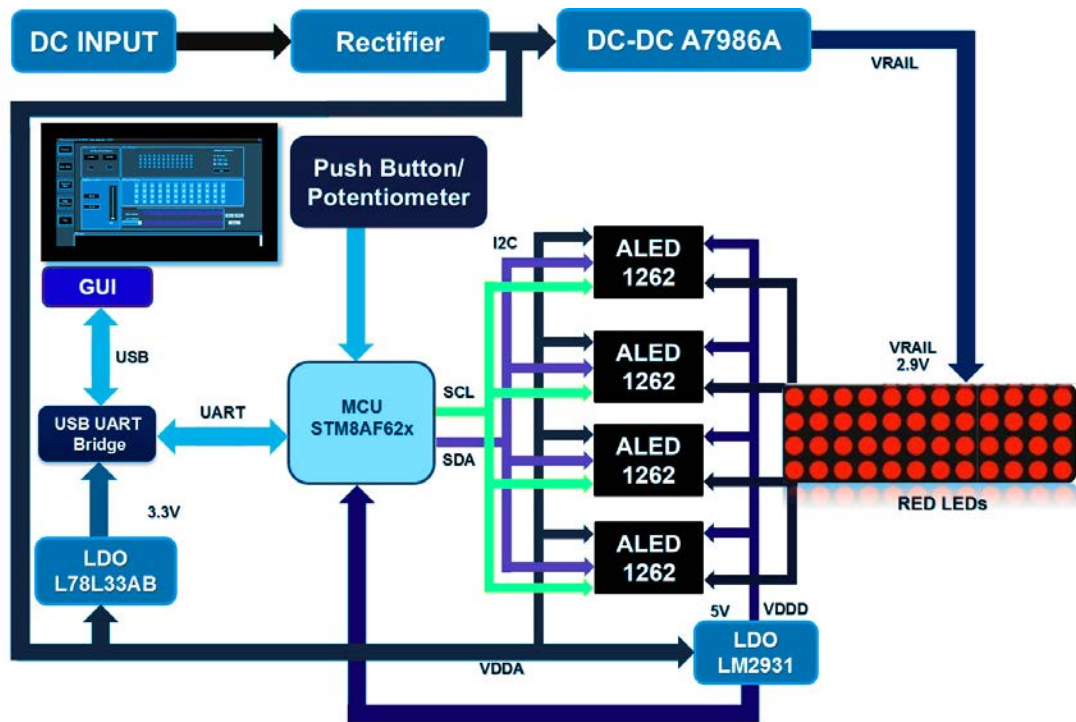 DC INPUT
Rectifier
DC-DC A7986A
VRAIL
Push Button/
Potentiometer
I2C
ALED
1262
GUI
USB
VRAIL
2.9V
ALED
1262
MCU
STM8AF62x
SCL
UART
USB UART
Bridge
SDA
ALED
1262
RED LEDs
3.3V
ALED
1262
LDO
L78L33AB
5V
VDDD
LDO
LM2931
VDDA